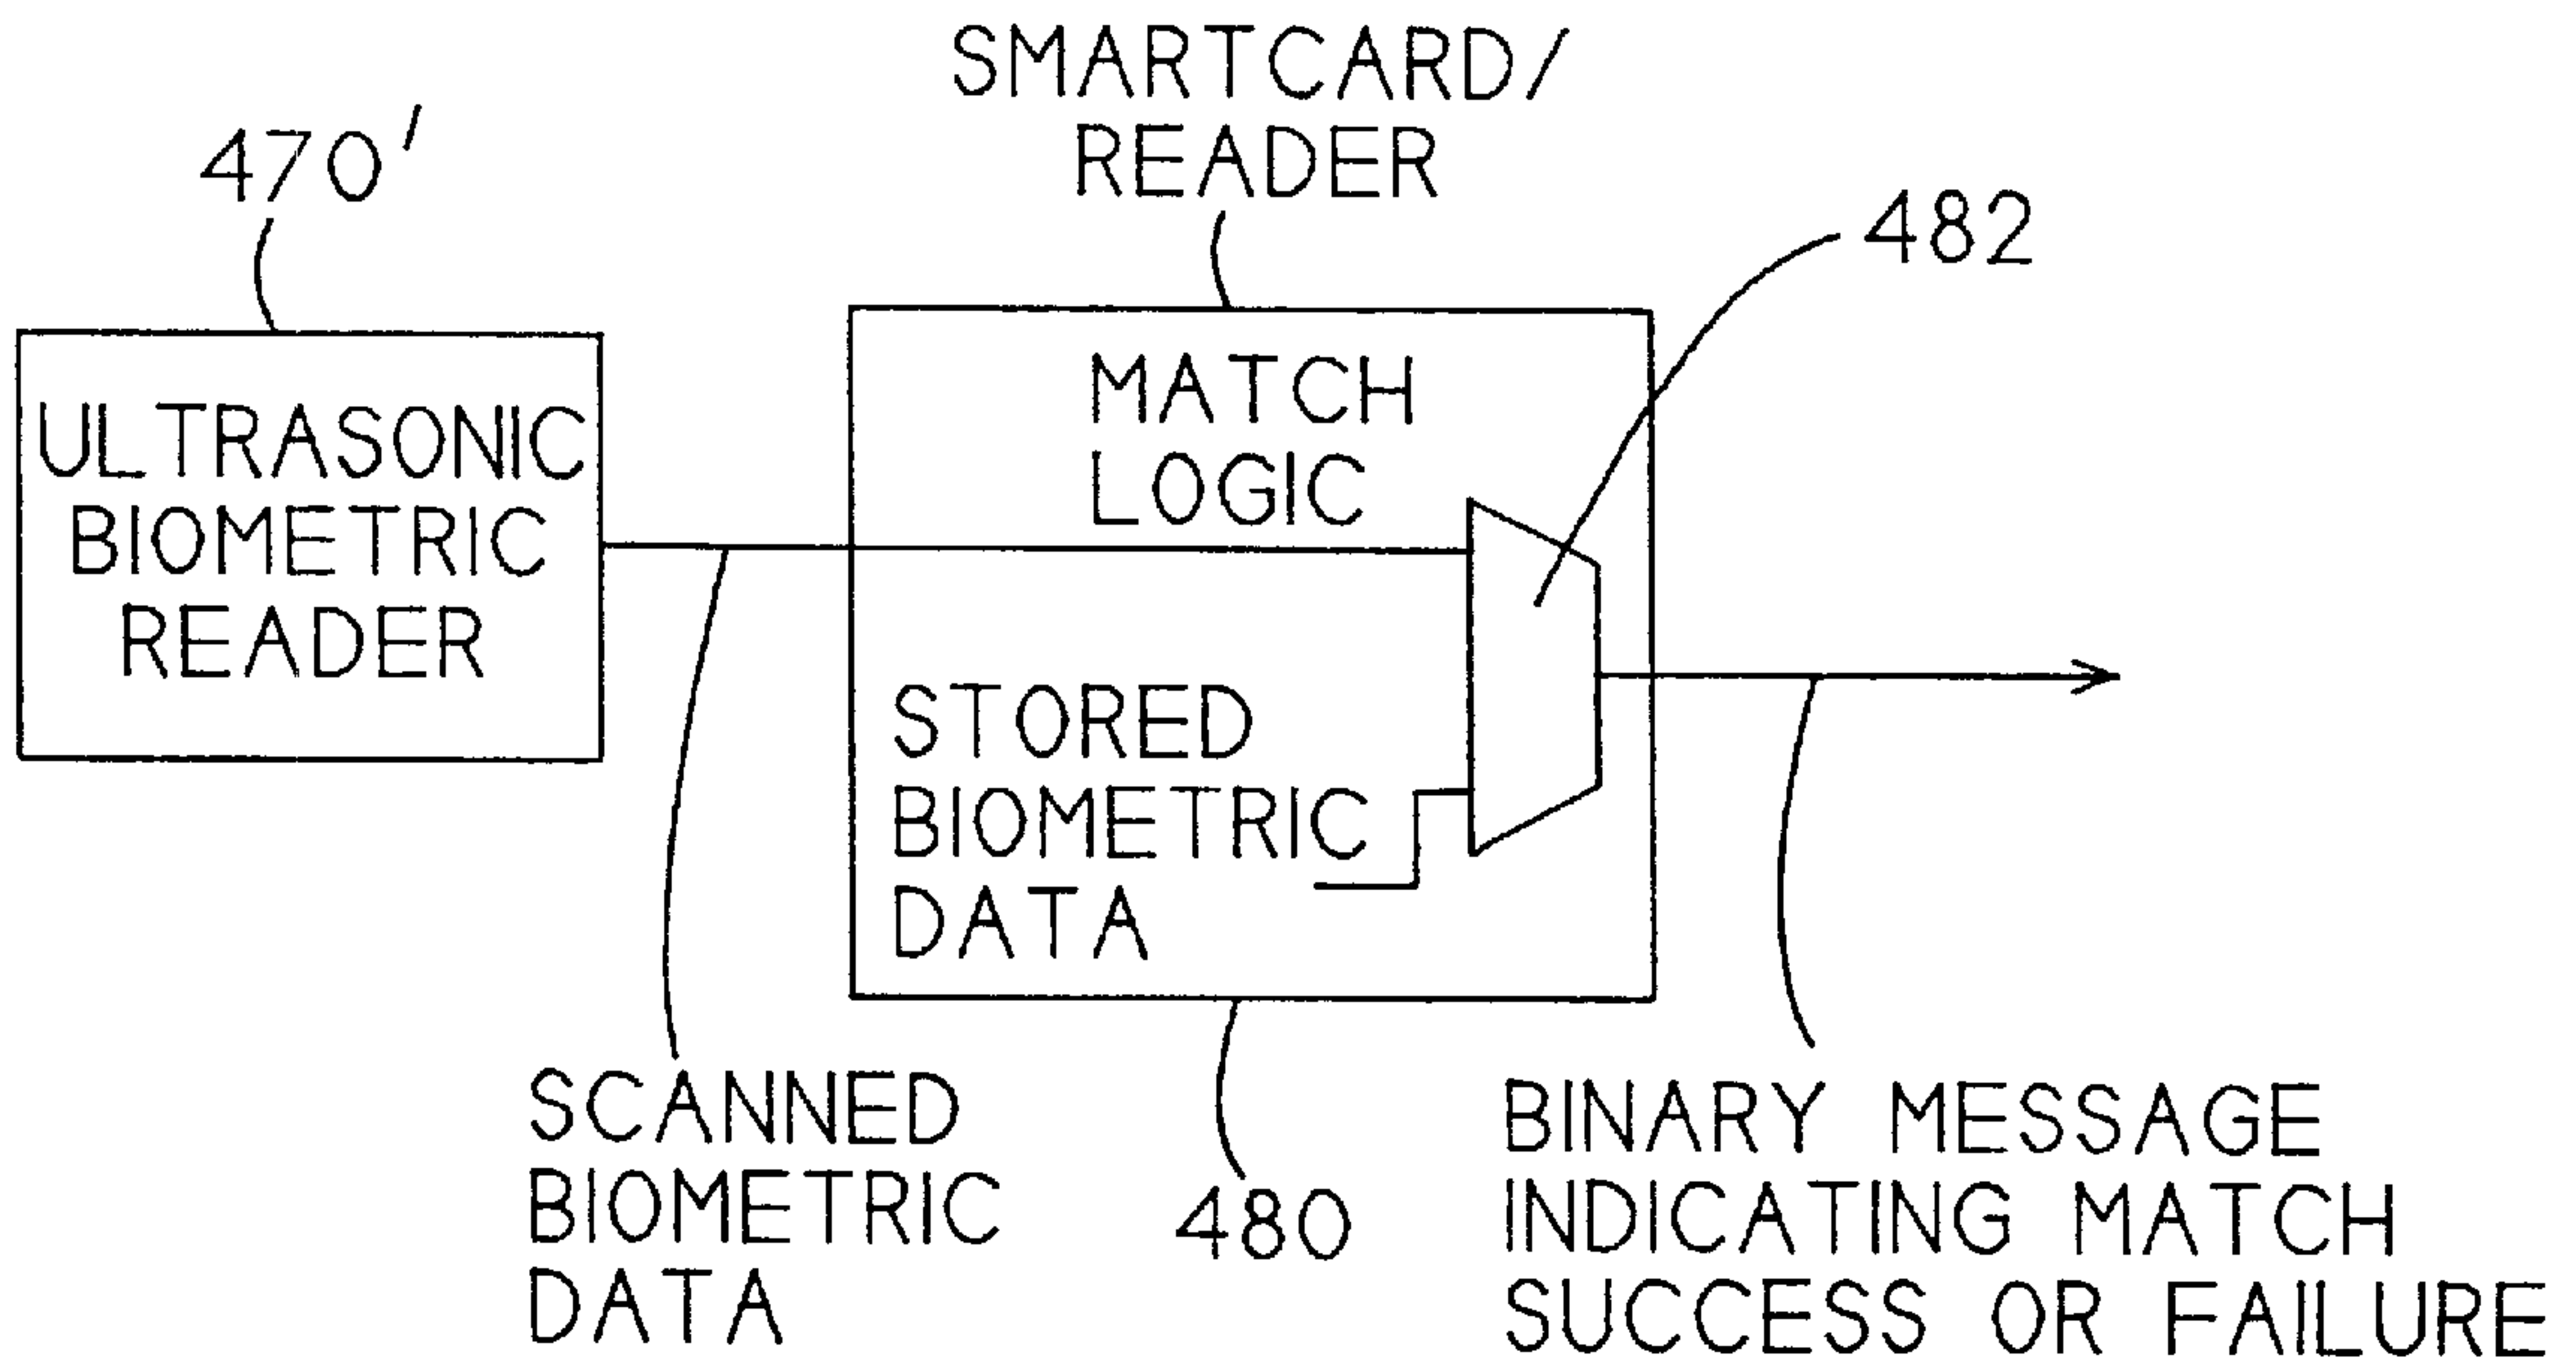 SMARTCARD/
READER
470'
482
ULTRASONIC
BIOMETRIC
READER
MATCH
LOGIC
STORED
BIOMETRIC
DATA
SCANNED
BIOMETRIC
DATA
480
BINARY MESSAGE
INDICATING MATCH
SUCCESS OR FAILURE